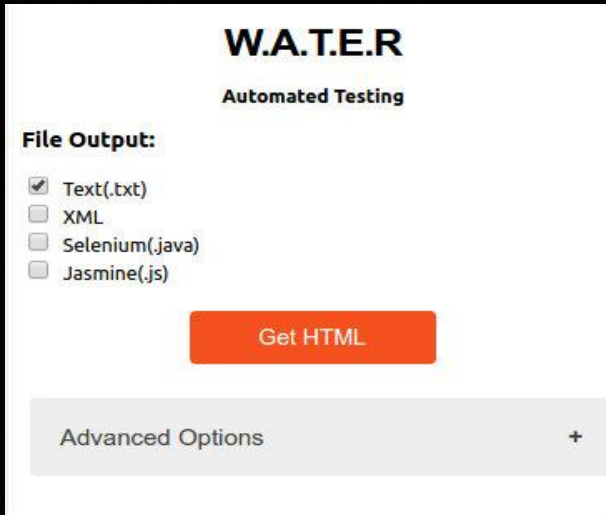 W.A.T.E.R
Automated Testing
File Output:
Text(.txt)
XML
Selenium(.java)
Jasmine(.js)
Get HTML
Advanced Options +